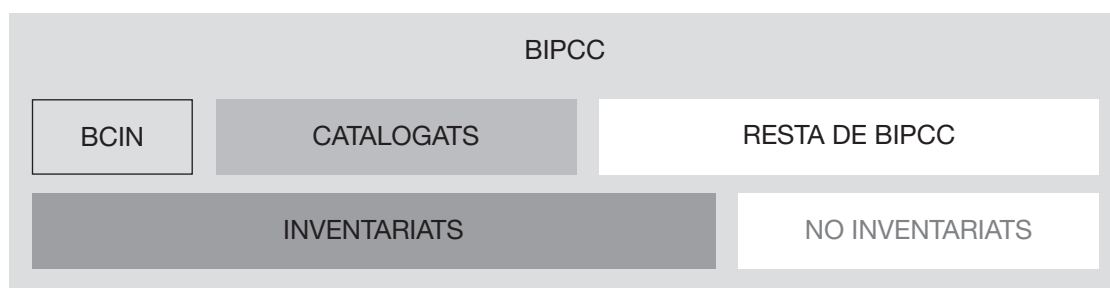 BIPCC
BCIN
CATALOGATS
RESTA DE BIPCC
INVENTARIATS
NO INVENTARIATS